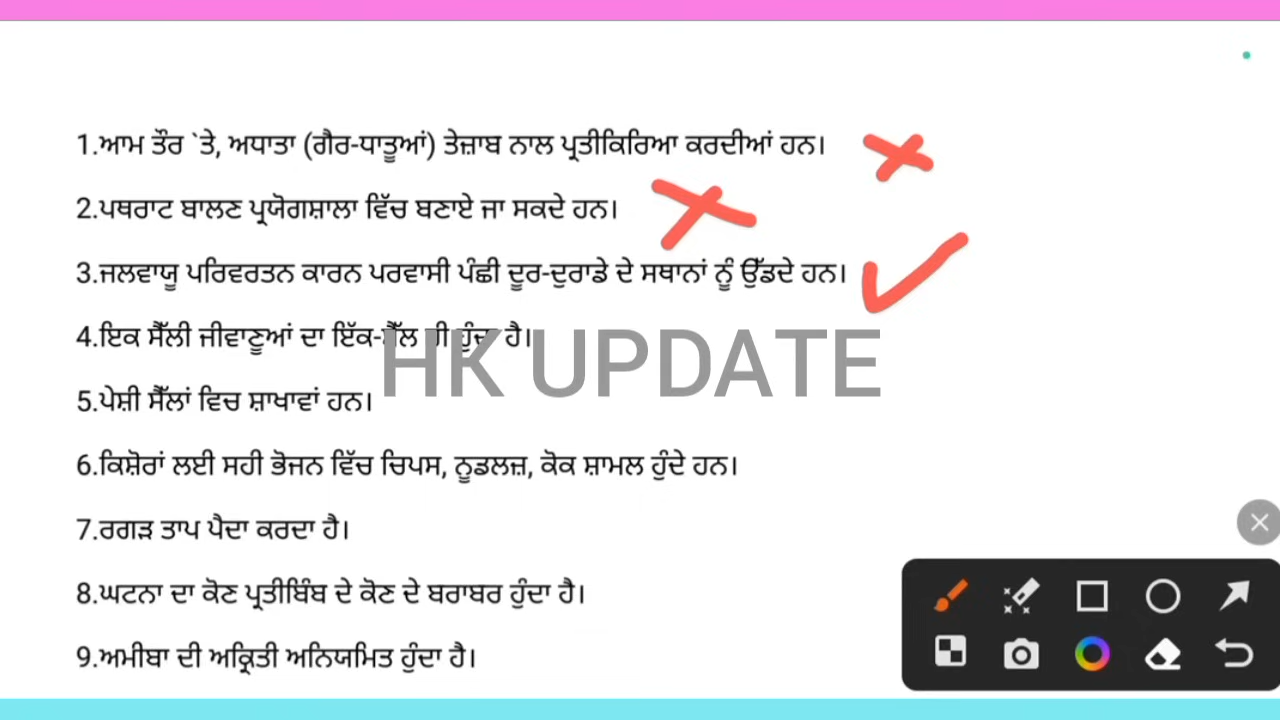 1.ਆਮ ਤੌਰ `ਤੇ, ਅਧਾਤਾ (ਗੈਰ-ਧਾਤੂਆਂ) ਤੇਜ਼ਾਬ ਨਾਲ ਪ੍ਰਤੀਕਿਰਿਆ ਕਰਦੀਆਂ ਹਨ।
2.ਪਥਰਾਟ ਬਾਲਣ ਪ੍ਰਯੋਗਸ਼ਾਲਾ ਵਿੱਚ ਬਣਾਏ ਜਾ ਸਕਦੇ ਹਨ।
3.ਜਲਵਾਯੂ ਪਰਿਵਰਤਨ ਕਾਰਨ ਪਰਵਾਸੀ ਪੰਛੀ ਦੂਰ-ਦੁਰਾਡੇ ਦੇ ਸਥਾਨਾਂ ਨੂੰ ਉੱਡਦੇ ਹਨ।
4.ਇਕ ਸੈੱਲੀ ਜੀਵਾਣੂਆਂ ਦਾ ਇੱਕ-ਸੈੱਲ ਹੀ ਹੁੰਦਾ ਹੈ।
HK UPDATE
5.ਪੇਸ਼ੀ ਸੈੱਲਾਂ ਵਿਚ ਸ਼ਾਖਾਵਾਂ ਹਨ।
6.ਕਿਸ਼ੋਰਾਂ ਲਈ ਸਹੀ ਭੋਜਨ ਵਿੱਚ ਚਿਪਸ, ਨੂਡਲਜ਼, ਕੋਕ ਸ਼ਾਮਲ ਹੁੰਦੇ ਹਨ।
7.ਰਗੜ ਤਾਪ ਪੈਦਾ ਕਰਦਾ ਹੈ।
8.ਘਟਨਾ ਦਾ ਕੋਣ ਪ੍ਰਤੀਬਿੰਬ ਦੇ ਕੋਣ ਦੇ ਬਰਾਬਰ ਹੁੰਦਾ ਹੈ।
9.ਅਮੀਬਾ ਦੀ ਅਕ੍ਰਿਤੀ ਅਨਿਯਮਿਤ ਹੁੰਦਾ ਹੈ।